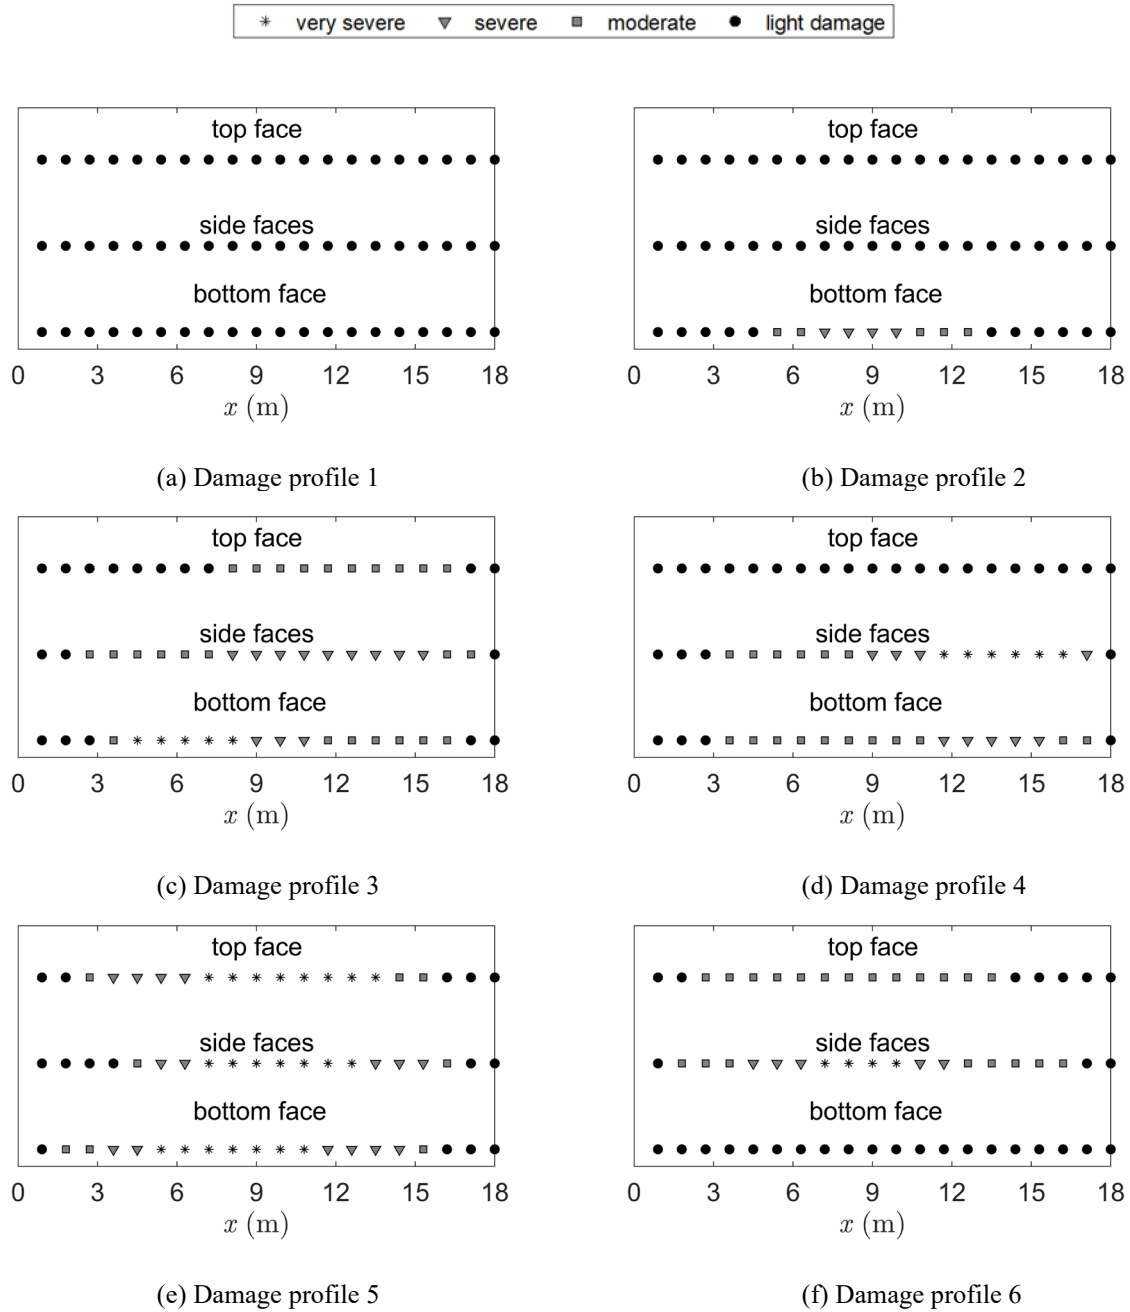 very severe severe moderate light damage
top face top face
side faces side faces
bottom face bottom face
0 3 6 9 12 15 18 0 3 6 9 12 15 18
x (m) x (m)
(a) Damage profile 1 (b) Damage profile 2
top face top face
side faces side faces
bottom face bottom face
0 3 6 9 12 15 18 0 3 6 9 12 15 18
x (m) x (m)
(c) Damage profile 3 (d) Damage profile 4
top face top face
side faces side faces
bottom face bottom face
0 3 6 9 12 15 18 0 3 6 9 12 15 18
x (m) x (m)
(e) Damage profile 5 (f) Damage profile 6